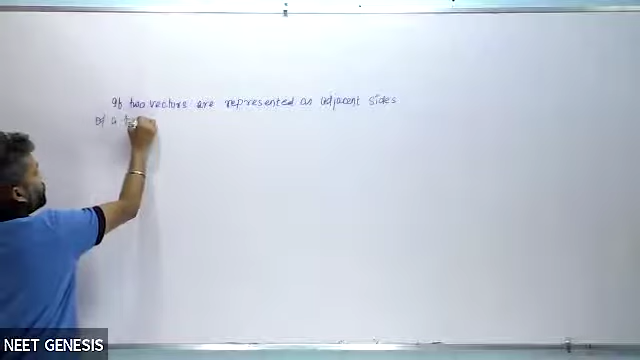 If two vectors are represented as adjacent sides
of a
NEET GENESIS